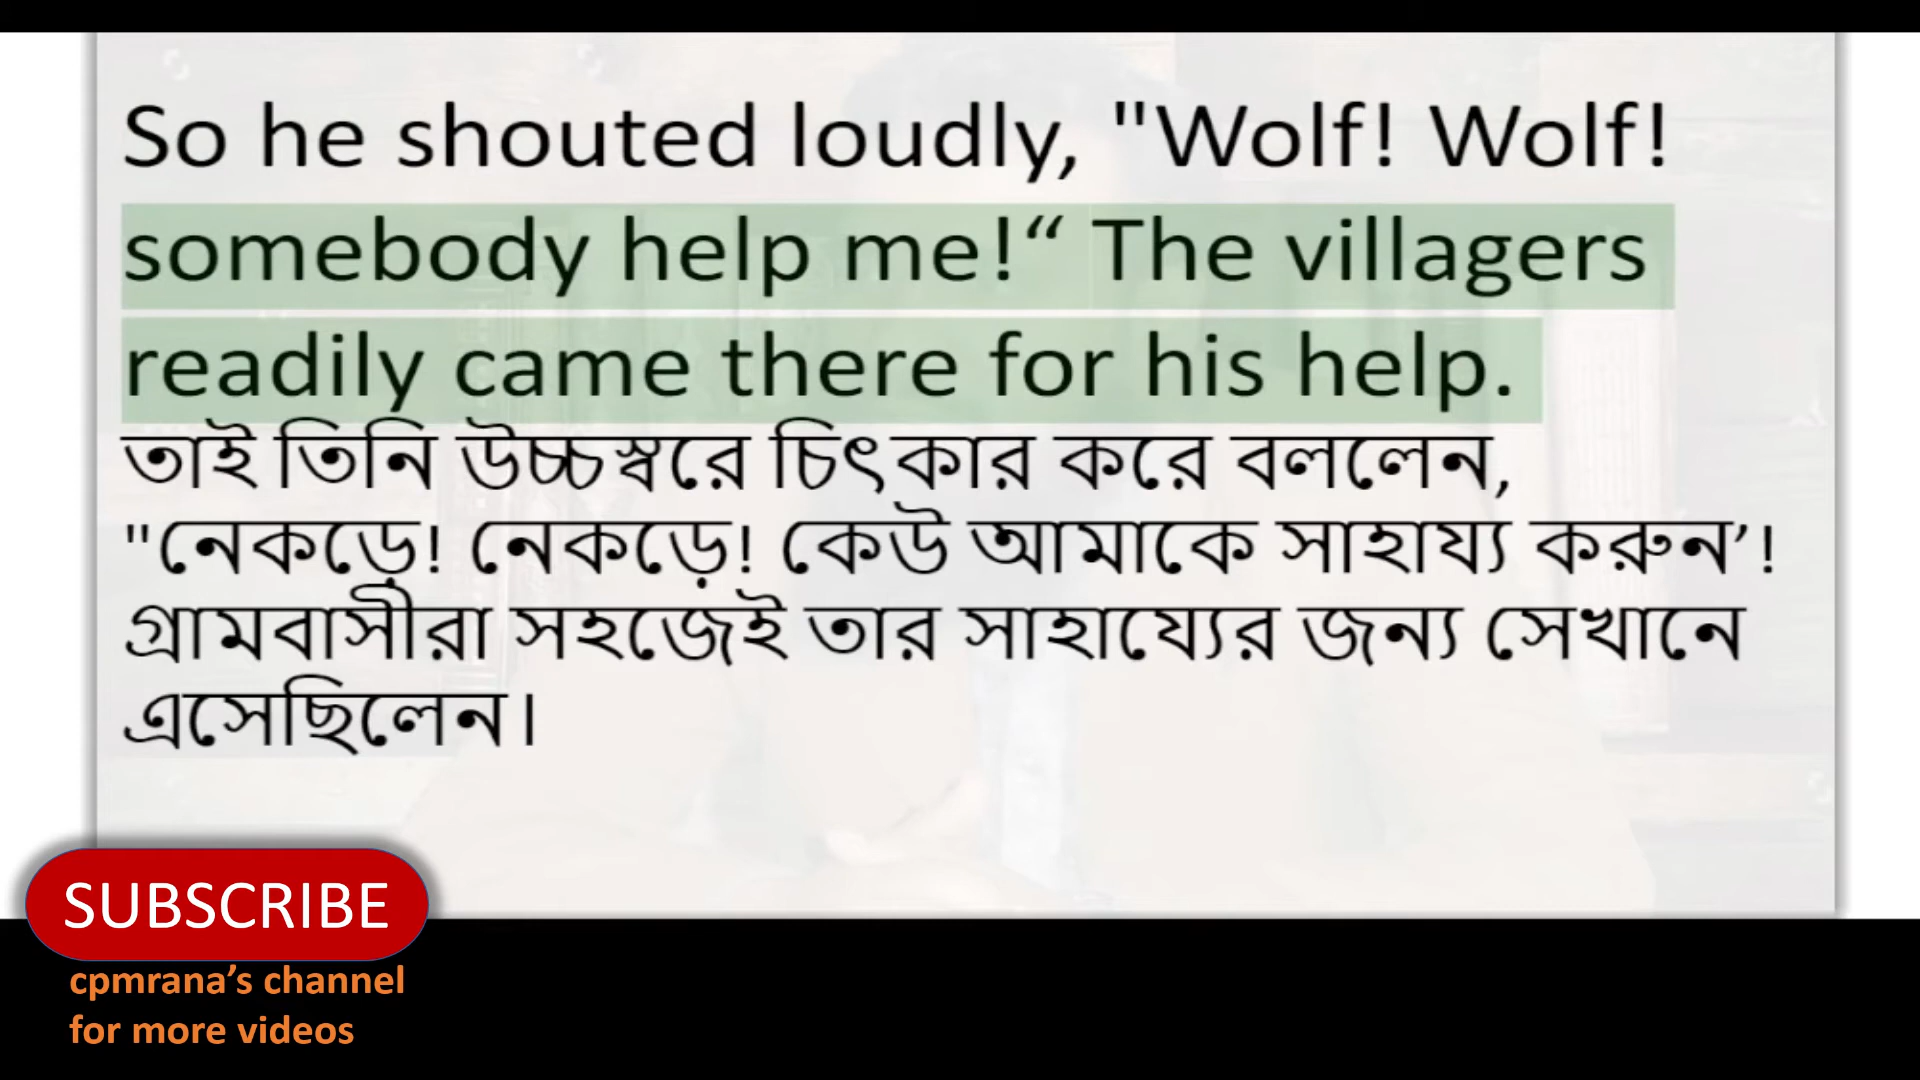 So he shouted loudly, "Wolf! Wolf!
somebody help me!“ The villagers
readily came there for his help.
তাই তিনি উচ্চস্বরে চিৎকার করে বললেন,
"নেকড়ে! নেকড়ে! কেউ আমাকে সাহায্য করুন’!
গ্রামবাসীরা সহজেই তার সাহায্যের জন্য সেখানে
এসেছিলেন।
SUBSCRIBE
cpmrana’s channel
for more videos